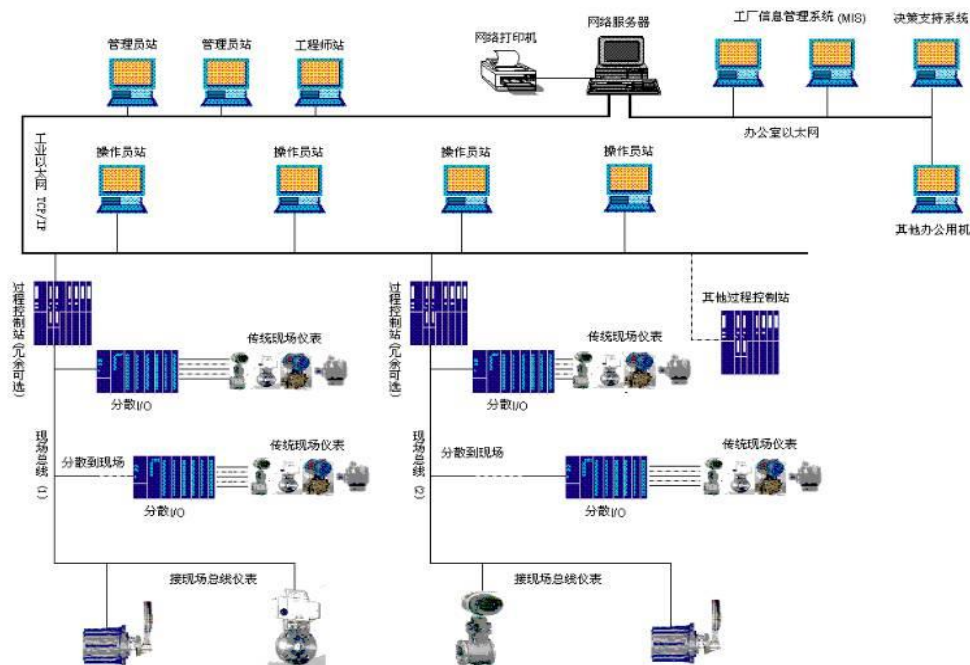 工厂信息管理系统 (MIS)
决策支持系统
网络服务器
网络打印机
管理员站
管理员站
工程师站
办公室以太网
工业以太网 TCP/IP
操作员站
操作员站
操作员站
操作员站
其他办公用机
过程控制站(冗余可选)
过程控制站(冗余可选)
其他过程控制站
传统现场仪表
传统现场仪表
分散I/O
分散I/O
现场总线 (1)
现场总线 (2)
传统现场仪表
传统现场仪表
分散到现场
分散到现场
分散I/O
分散I/O
接现场总线仪表
接现场总线仪表